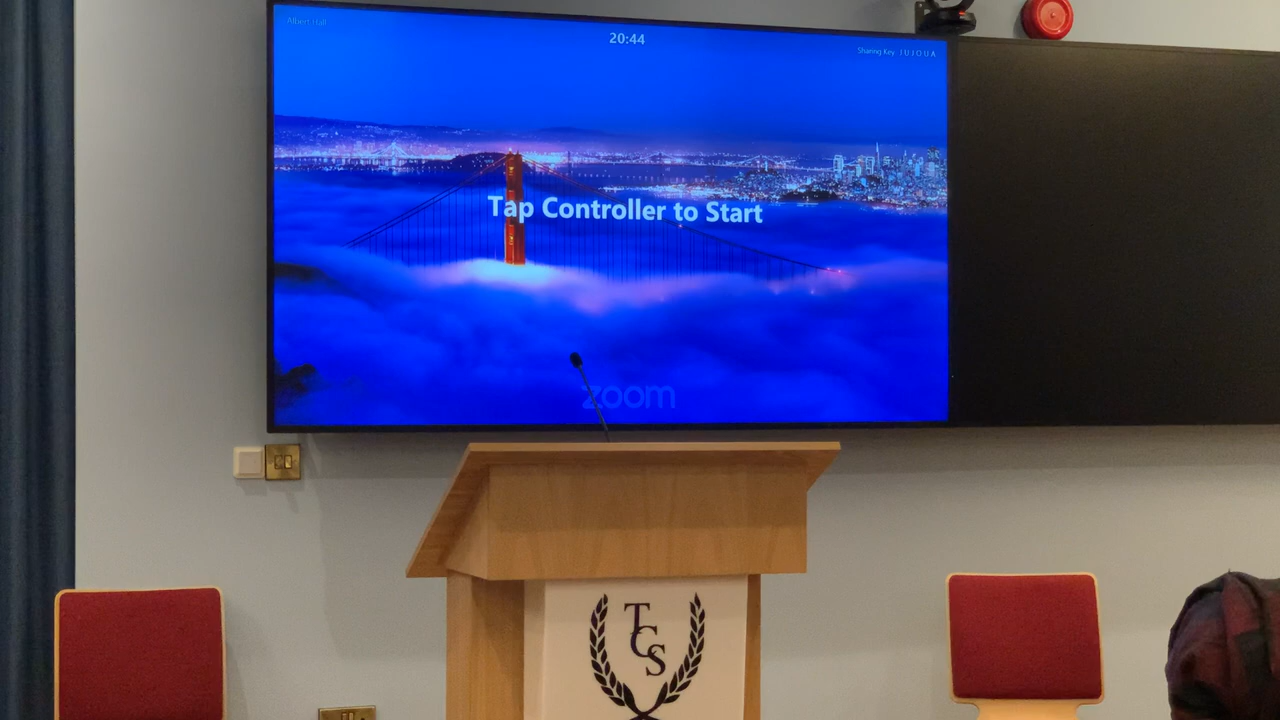 Albert Hall
20:44
Sharing Key: J U J O U A
Tap Controller to Start
zoom
TCS